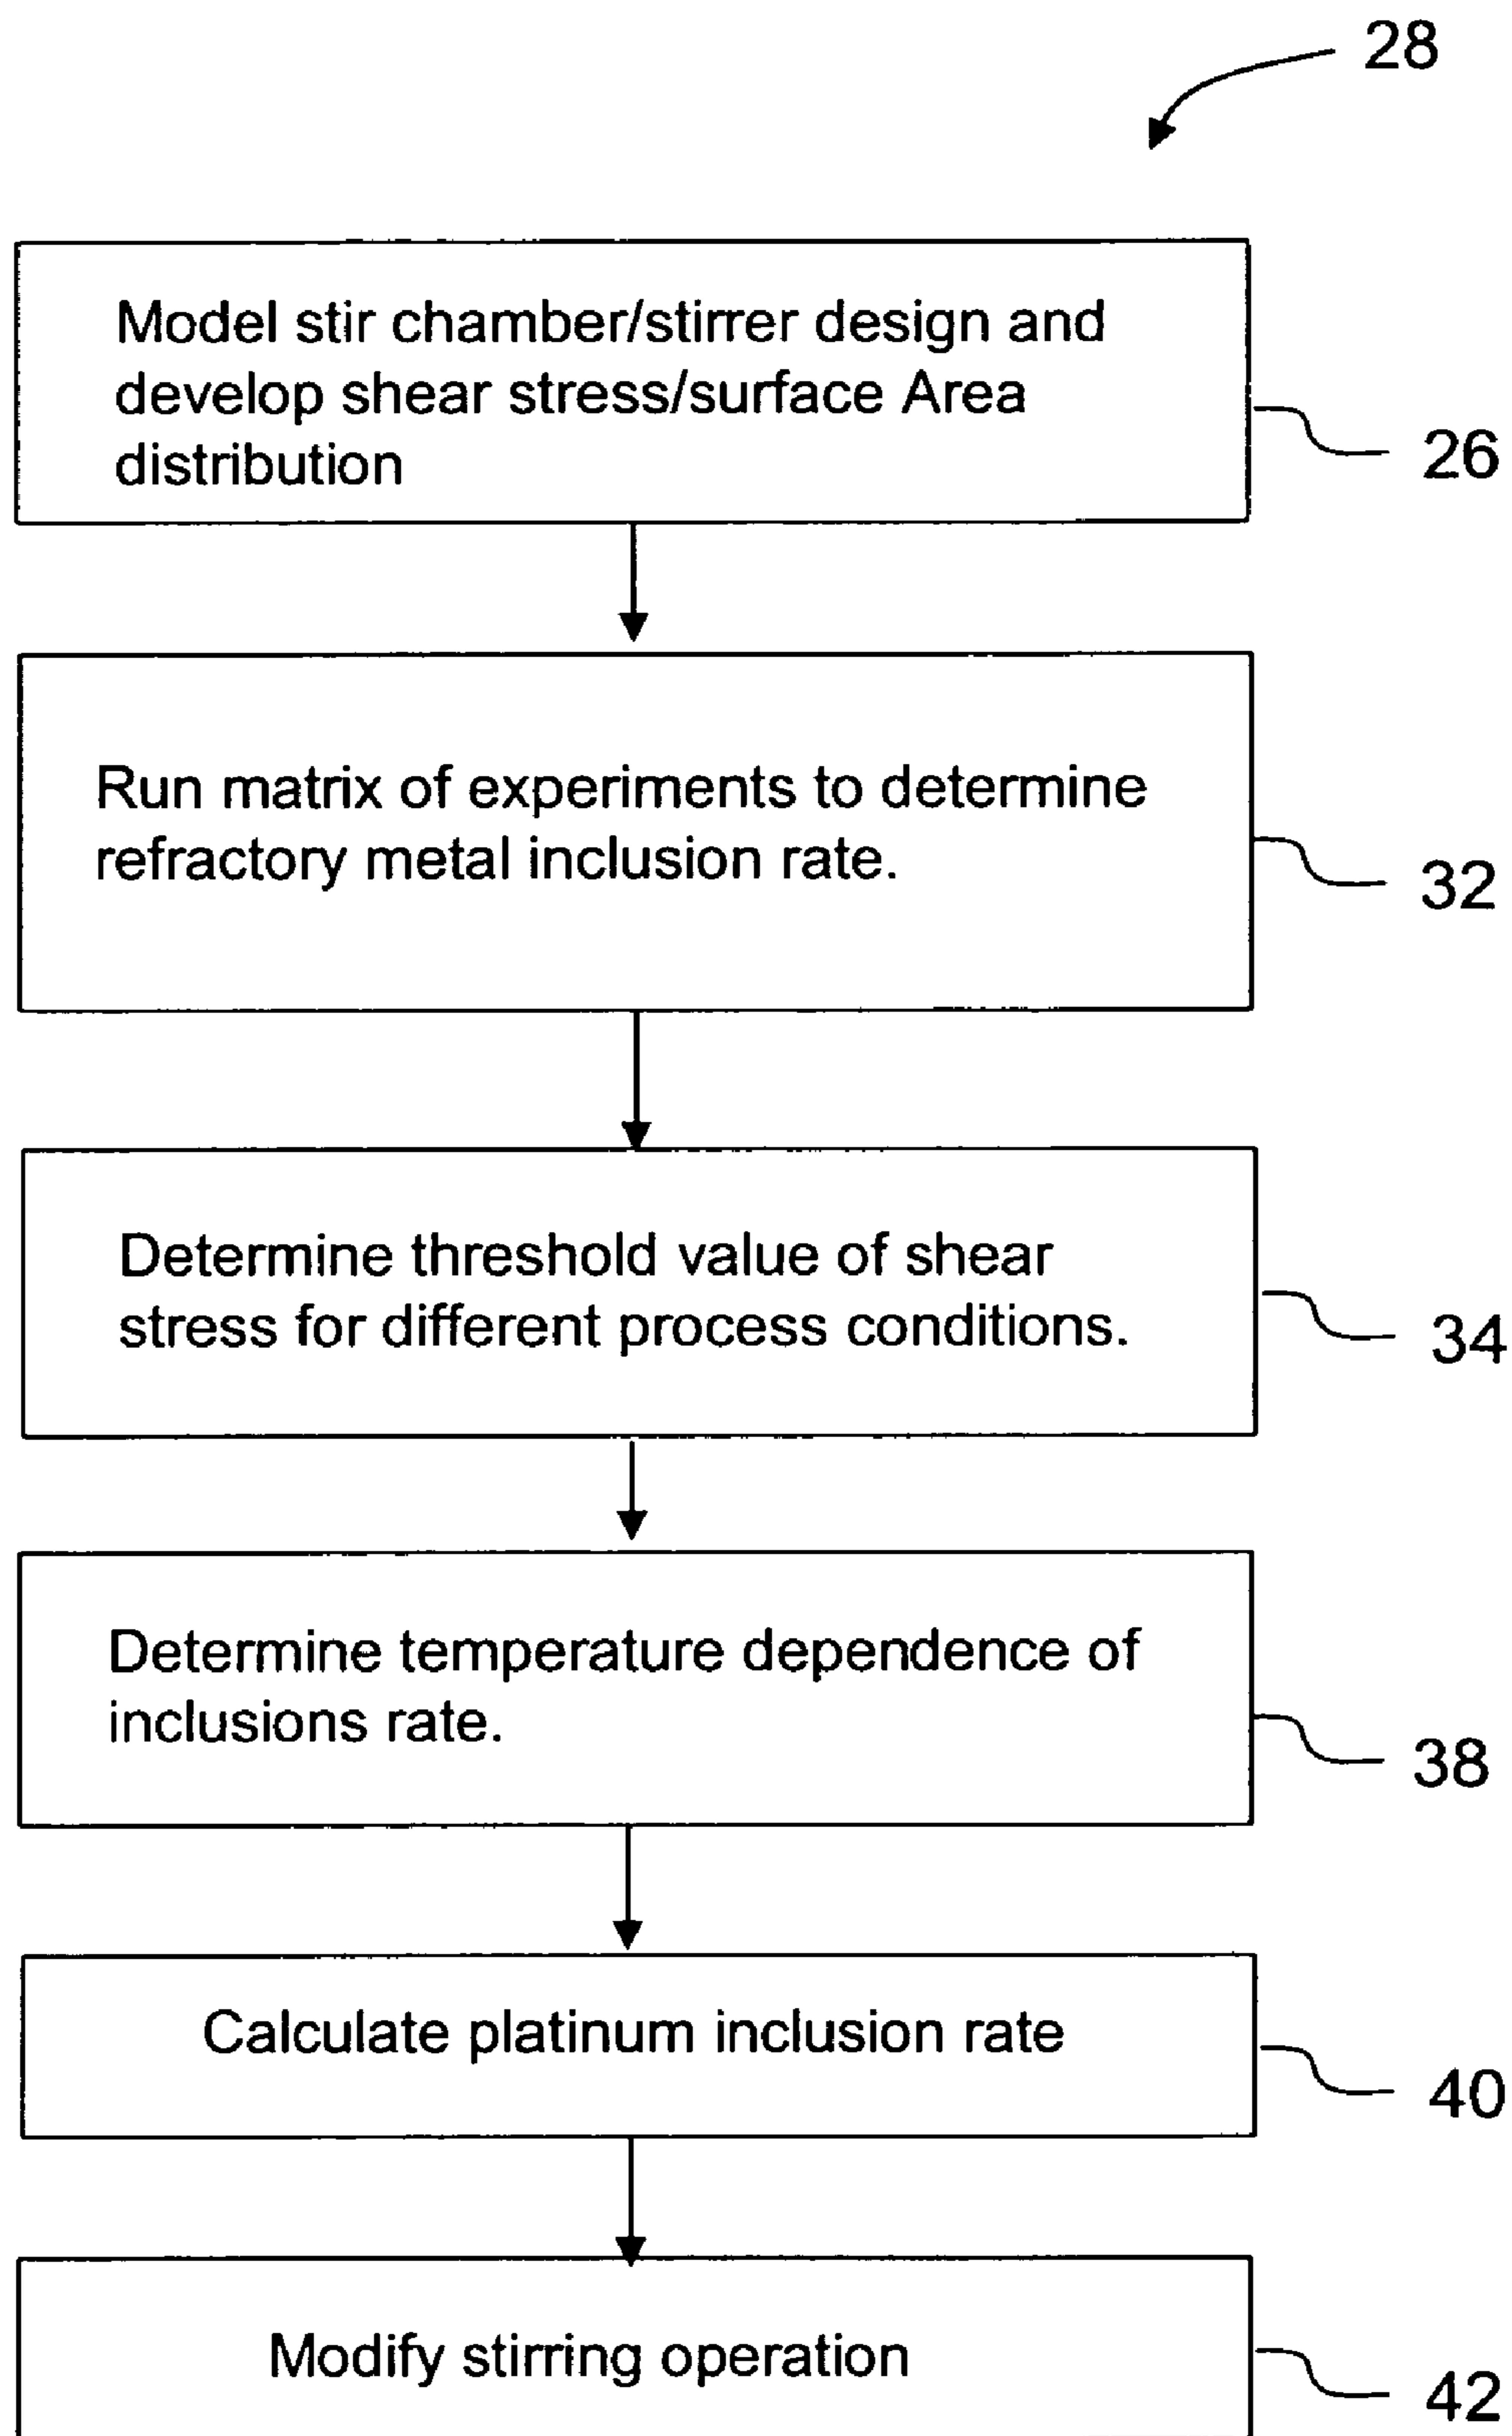 28
Model stir chamber/stirrer design and
develop shear stress/surface Area
distribution
26
Run matrix of experiments to determine
refractory metal inclusion rate.
32
Determine threshold value of shear
stress for different process conditions.
34
Determine temperature dependence of
inclusions rate.
38
Calculate platinum inclusion rate
40
Modify stirring operation
42